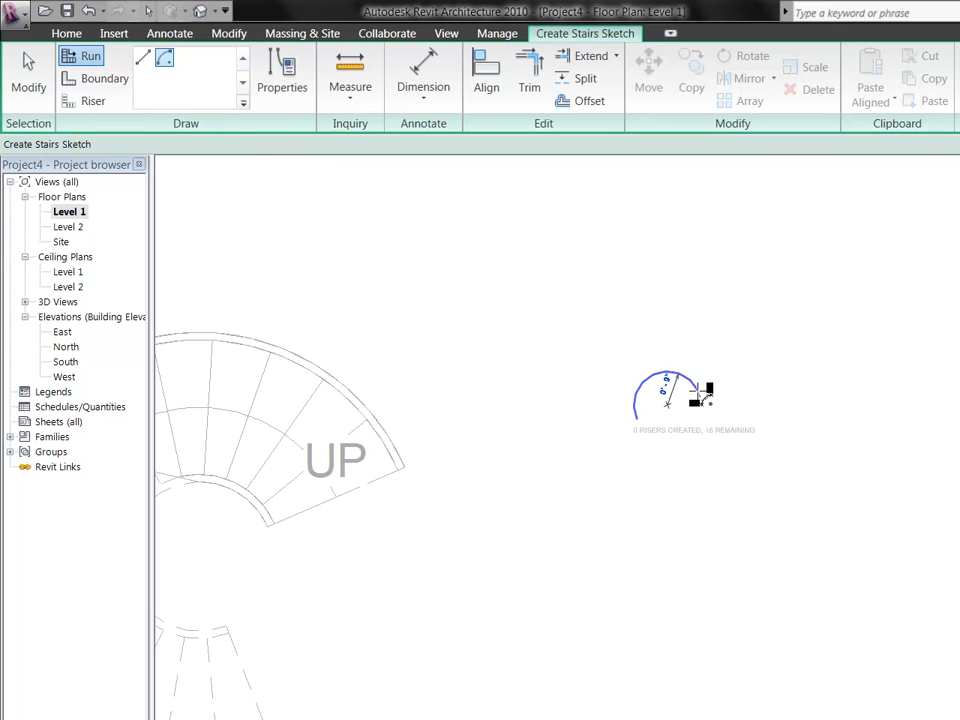 Autodesk Revit Architecture 2010 - [Project4 - Floor Plan: Level 1]
Type a keyword or phrase
Home Insert Annotate Modify Massing & Site Collaborate View Manage Create Stairs Sketch
Run
Boundary
Riser
Modify
Properties
Measure
Dimension
Align
Trim
Extend
Split
Offset
Move
Copy
Rotate
Mirror
Array
Scale
Delete
Paste
Aligned
Cut
Copy
Paste
Selection Draw Inquiry Annotate Edit Modify Clipboard
Create Stairs Sketch
Project4 - Project browser
Views (all)
Floor Plans
Level 1
Level 2
Site
Ceiling Plans
Level 1
Level 2
3D Views
Elevations (Building Eleva
East
North
South
West
Legends
Schedules/Quantities
Sheets (all)
Families
Groups
Revit Links
UP
0' - 6"
0 RISERS CREATED, 18 REMAINING